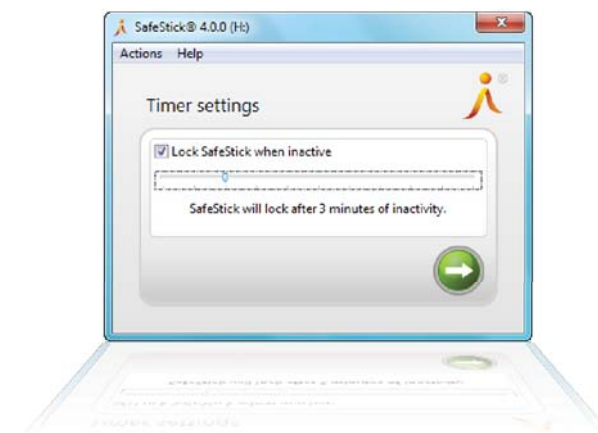 SafeStick® 4.0.0 (H:)
Actions Help
®
Timer settings
Lock SafeStick when inactive
SafeStick will lock after 3 minutes of inactivity.